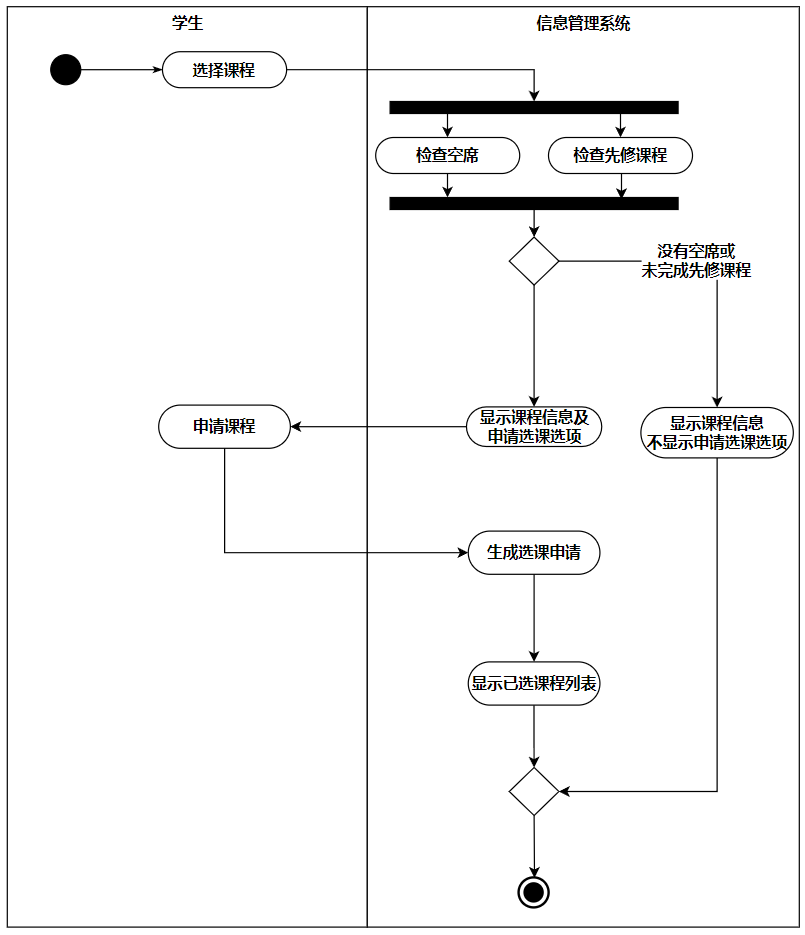 学生
信息管理系统
选择课程
检查空席
检查先修课程
没有空席或
未完成先修课程
申请课程
显示课程信息及
申请选课选项
显示课程信息
不显示申请选课选项
生成选课申请
显示已选课程列表